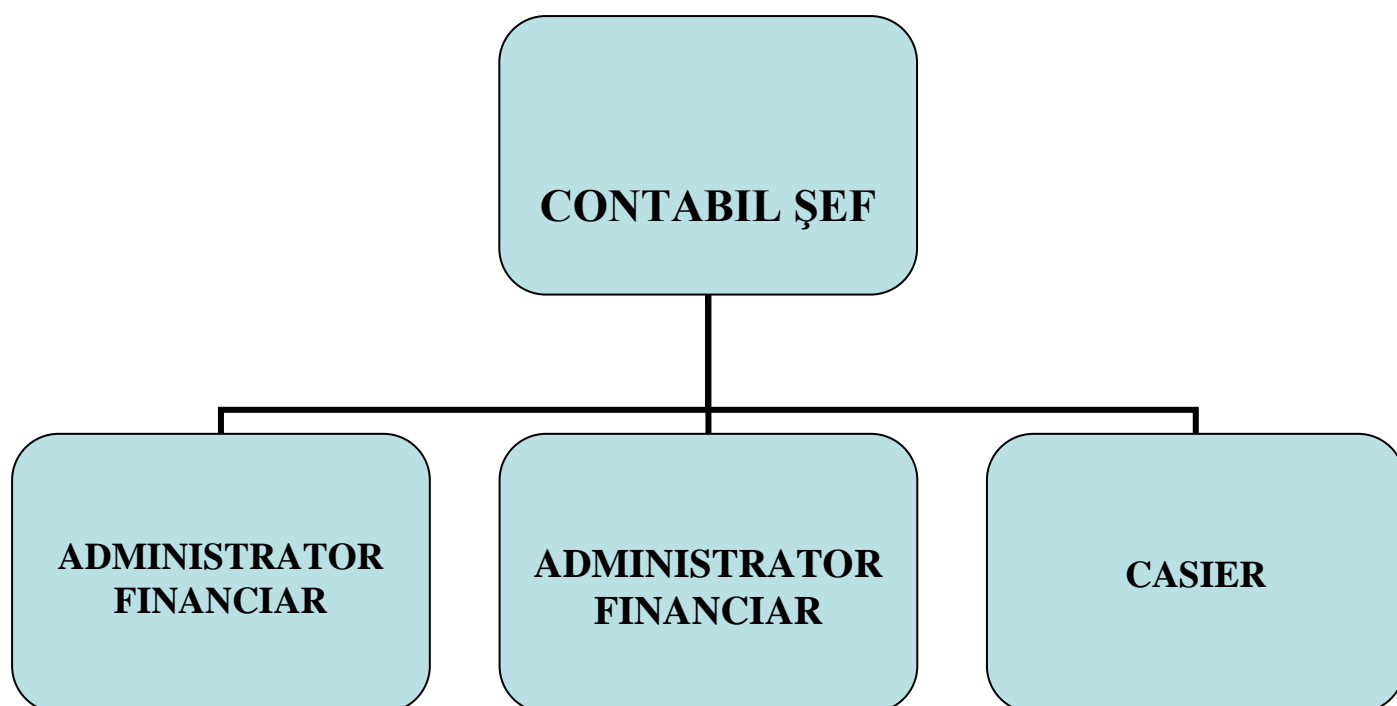 CONTABIL ŞEF
ADMINISTRATOR
FINANCIAR
ADMINISTRATOR
FINANCIAR
CASIER